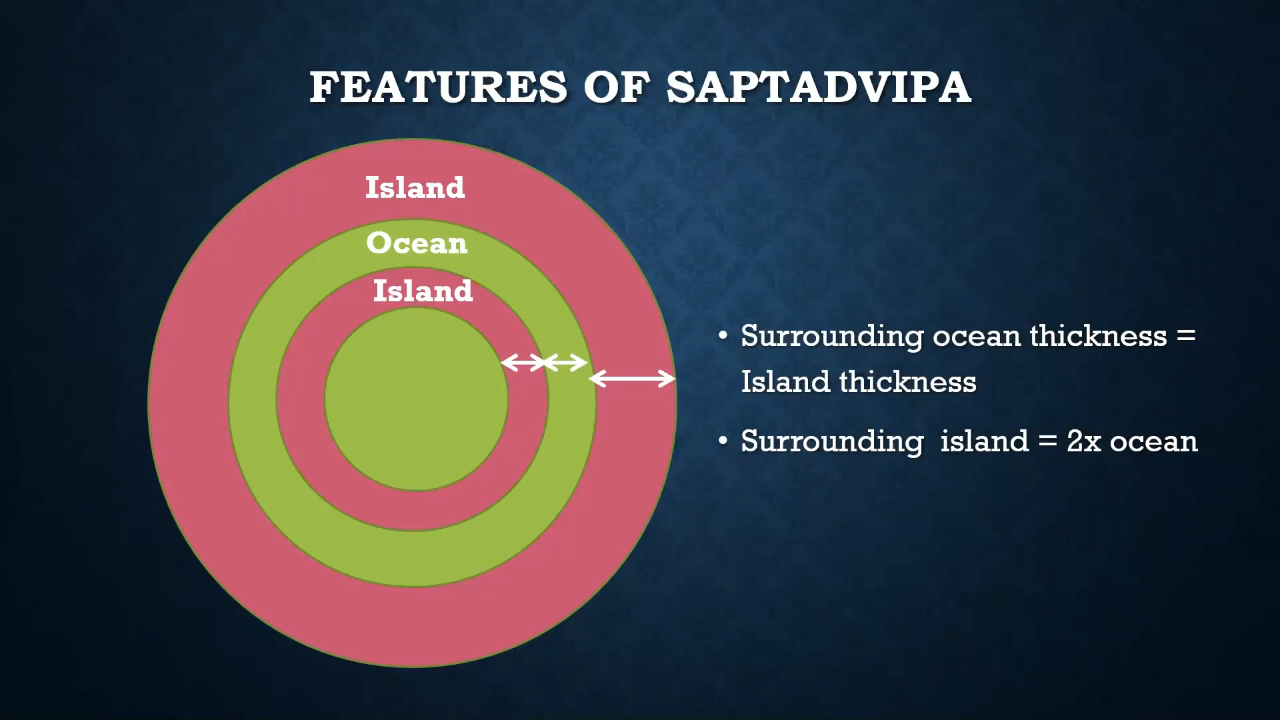 FEATURES OF SAPTADVIPA
Island
Ocean
Island
• Surrounding ocean thickness =
Island thickness
• Surrounding island = 2x ocean